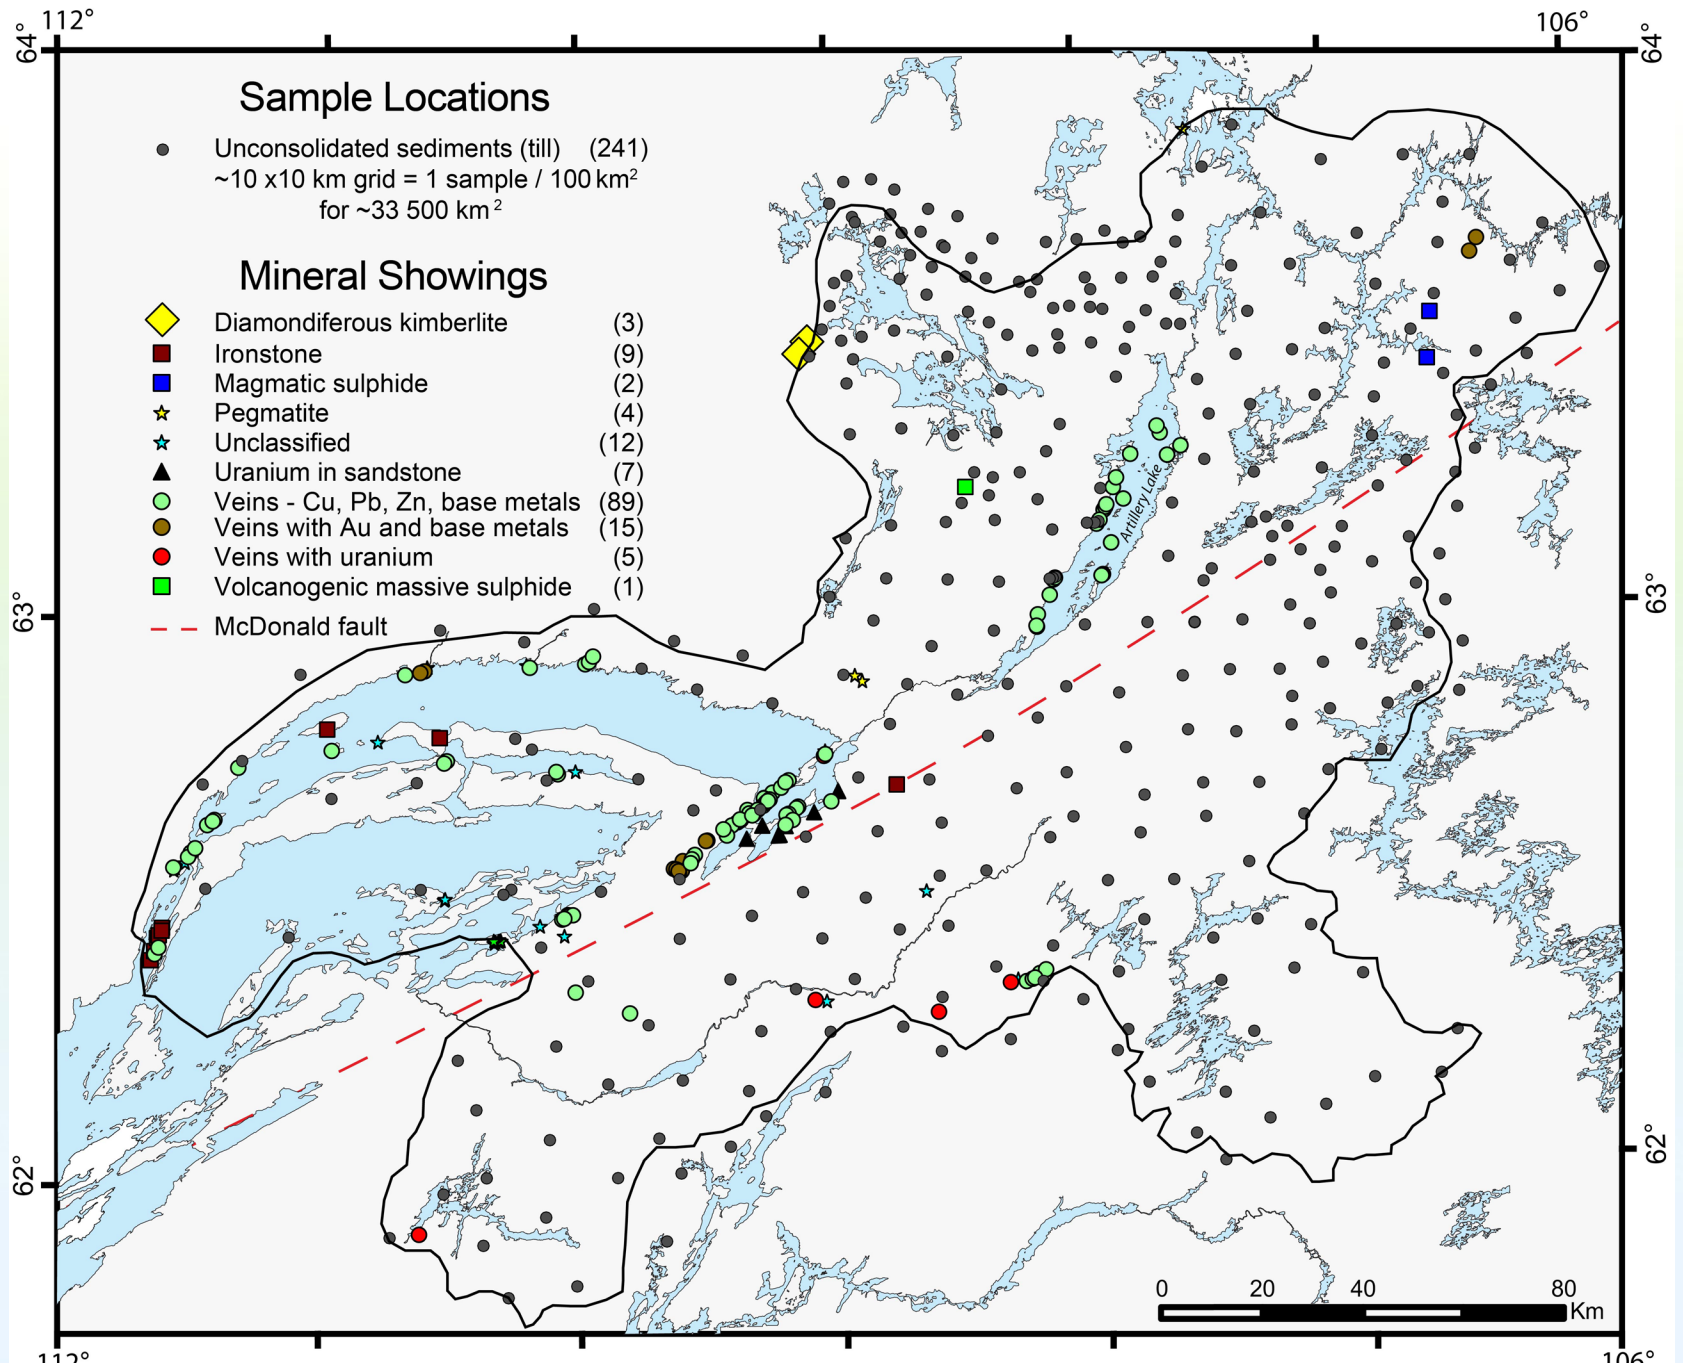 112°
106°
64°
64°
Sample Locations
Unconsolidated sediments (till) (241)
~10 x10 km grid = 1 sample / 100 km²
for ~33 500 km²
Mineral Showings
Diamondiferous kimberlite (3)
Ironstone (9)
Magmatic sulphide (2)
Pegmatite (4)
Unclassified (12)
Uranium in sandstone (7)
Veins - Cu, Pb, Zn, base metals (89)
Veins with Au and base metals (15)
Veins with uranium (5)
Volcanogenic massive sulphide (1)
McDonald fault
Artillery Lake
63°
63°
62°
62°
0 20 40 80
Km
112°
106°